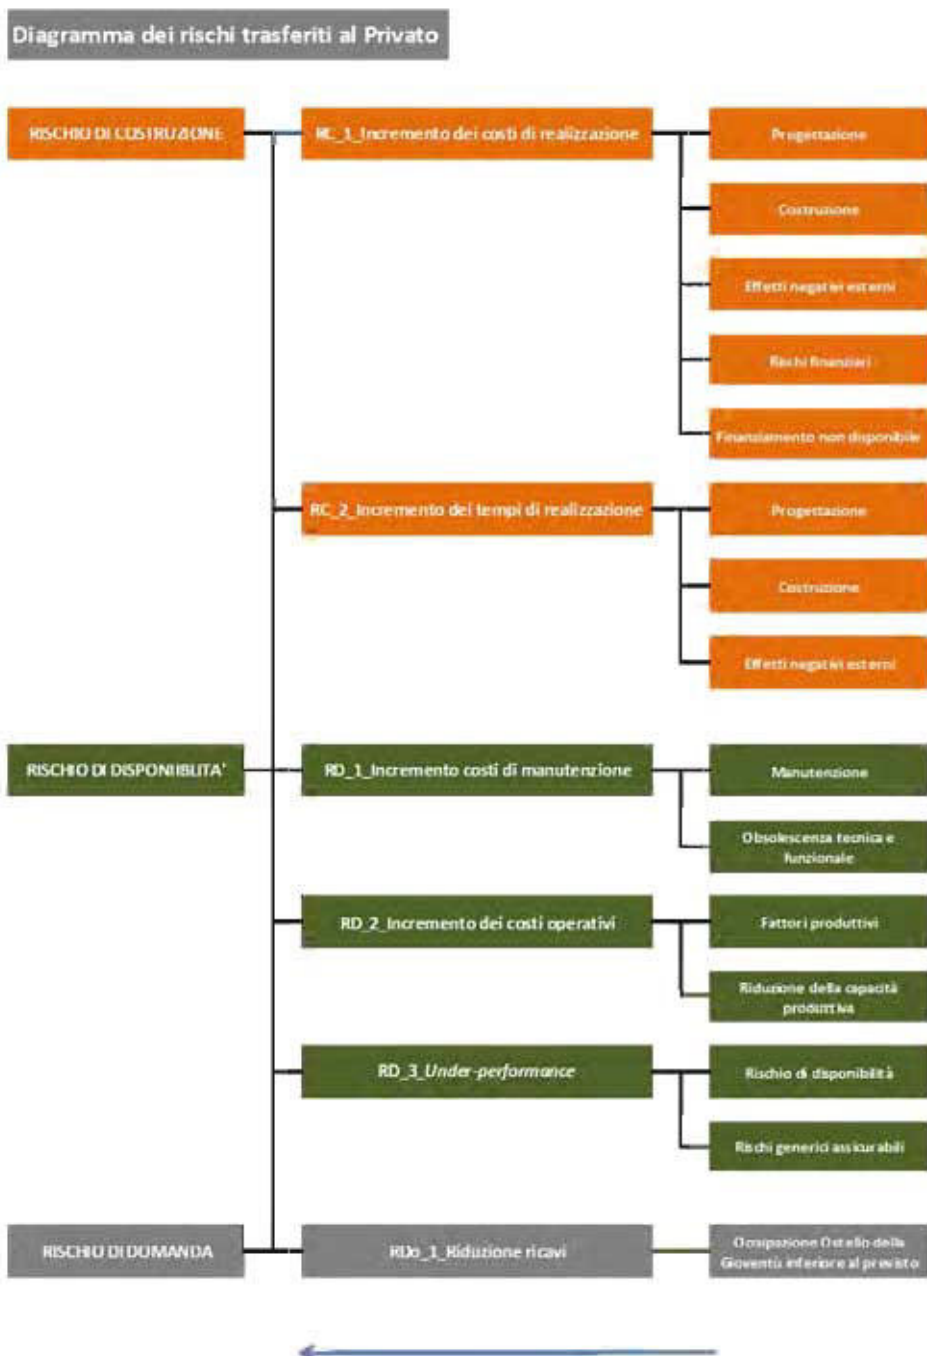 Diagramma dei rischi trasferiti al Privato
RISCHIO DI COSTRUZIONE
RC_1_Incremento dei costi di realizzazione
Progettazione
Costruzione
Effetti negativi esterni
Rischi finanziari
Finanziamento non disponibile
RC_2_Incremento dei tempi di realizzazione
Progettazione
Costruzione
Effetti negativi esterni
RISCHIO DI DISPONIIBLITA'
RD_1_Incremento costi di manutenzione
Manutenzione
Obsolescenza tecnica e
funzionale
RD_2_Incremento dei costi operativi
Fattori produttivi
Riduzione della capacità
produttiva
RD_3_Under-performance
Rischio di disponibilità
Rischi generici assicurabili
RISCHIO DI DOMANDA
RDo_1_Riduzione ricavi
Occupazione Ostello della
Gioventù inferiore al previsto